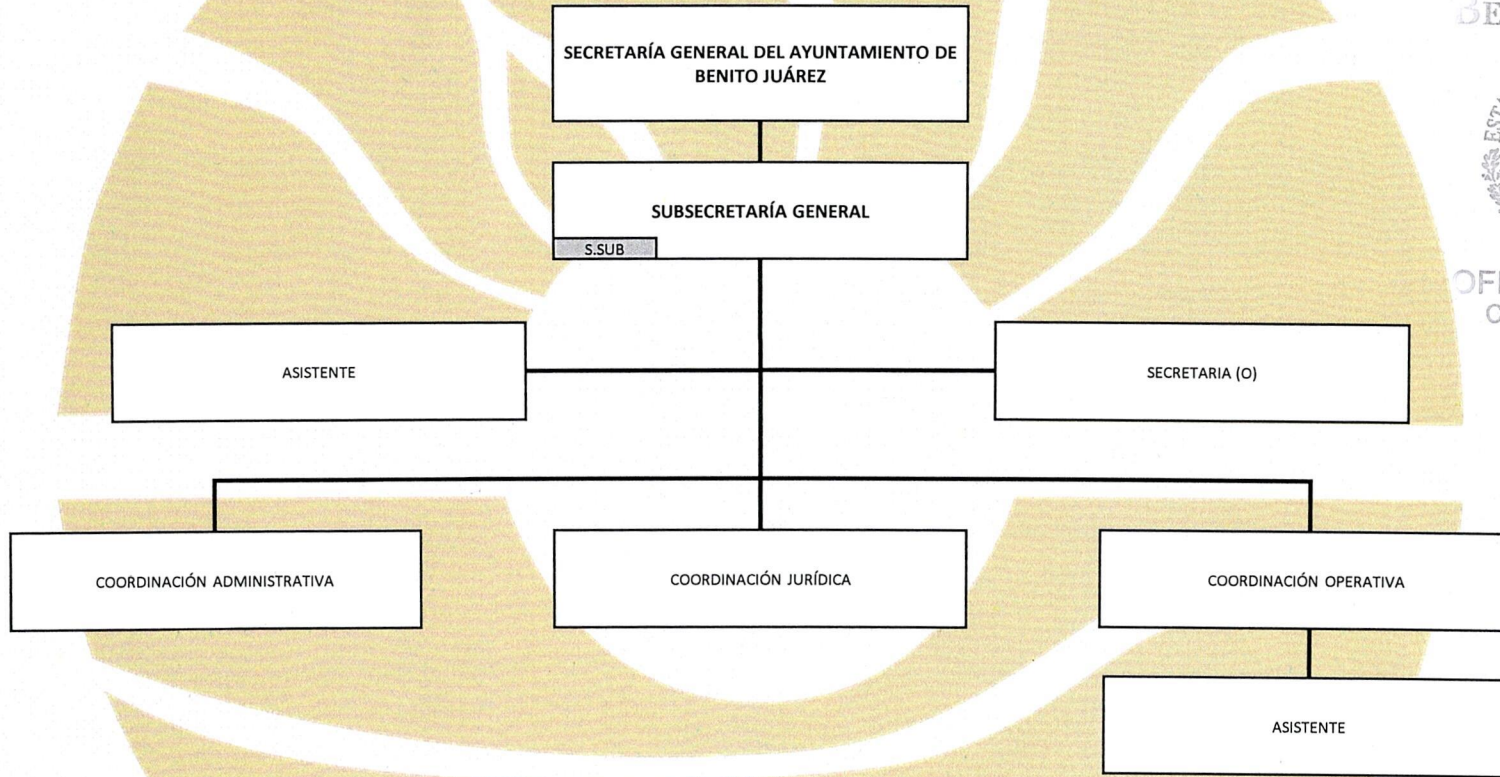 SECRETARÍA GENERAL DEL AYUNTAMIENTO DE
BENITO JUÁREZ
SUBSECRETARÍA GENERAL
S.SUB
ASISTENTE
SECRETARIA (O)
COORDINACIÓN ADMINISTRATIVA
COORDINACIÓN JURÍDICA
COORDINACIÓN OPERATIVA
ASISTENTE